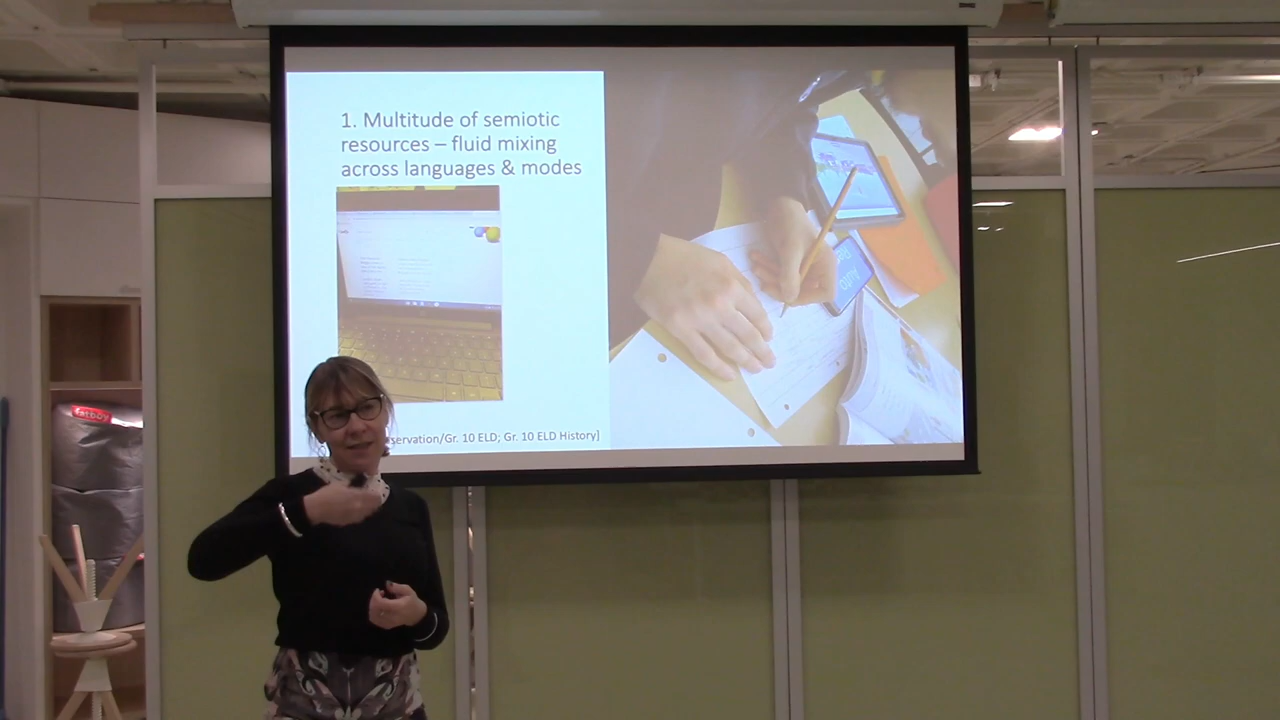 1. Multitude of semiotic
resources – fluid mixing
across languages & modes
servation/Gr. 10 ELD; Gr. 10 ELD History]
fatboy
Auto